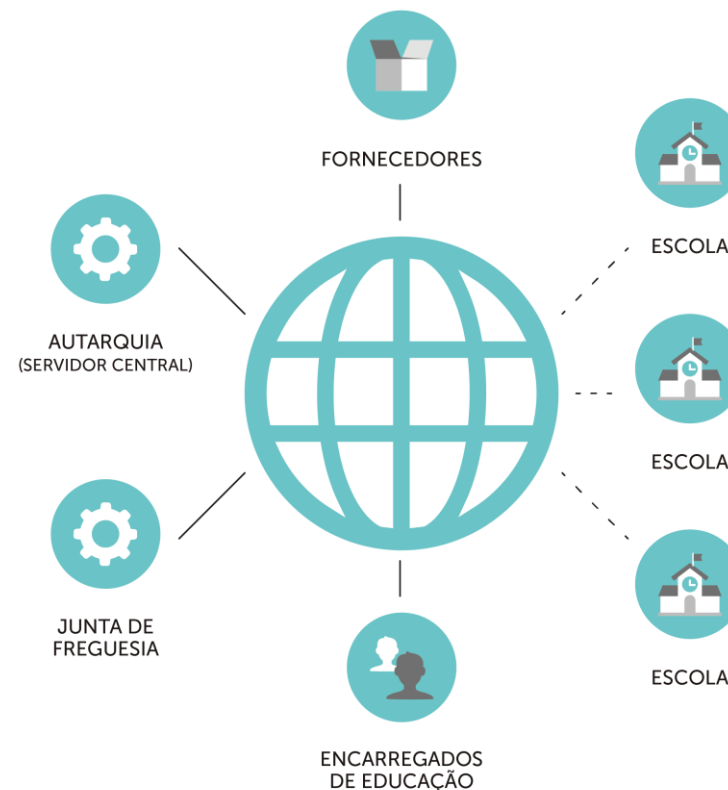 FORNECEDORES
ESCOLA
AUTARQUIA
(SERVIDOR CENTRAL)
ESCOLA
JUNTA DE
FREGUESIA
ESCOLA
ENCARREGADOS
DE EDUCAÇÃO